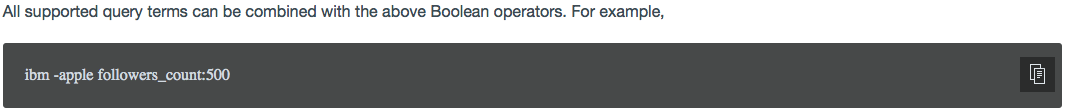 All supported query terms can be combined with the above Boolean operators. For example,
ibm -apple followers_count:500